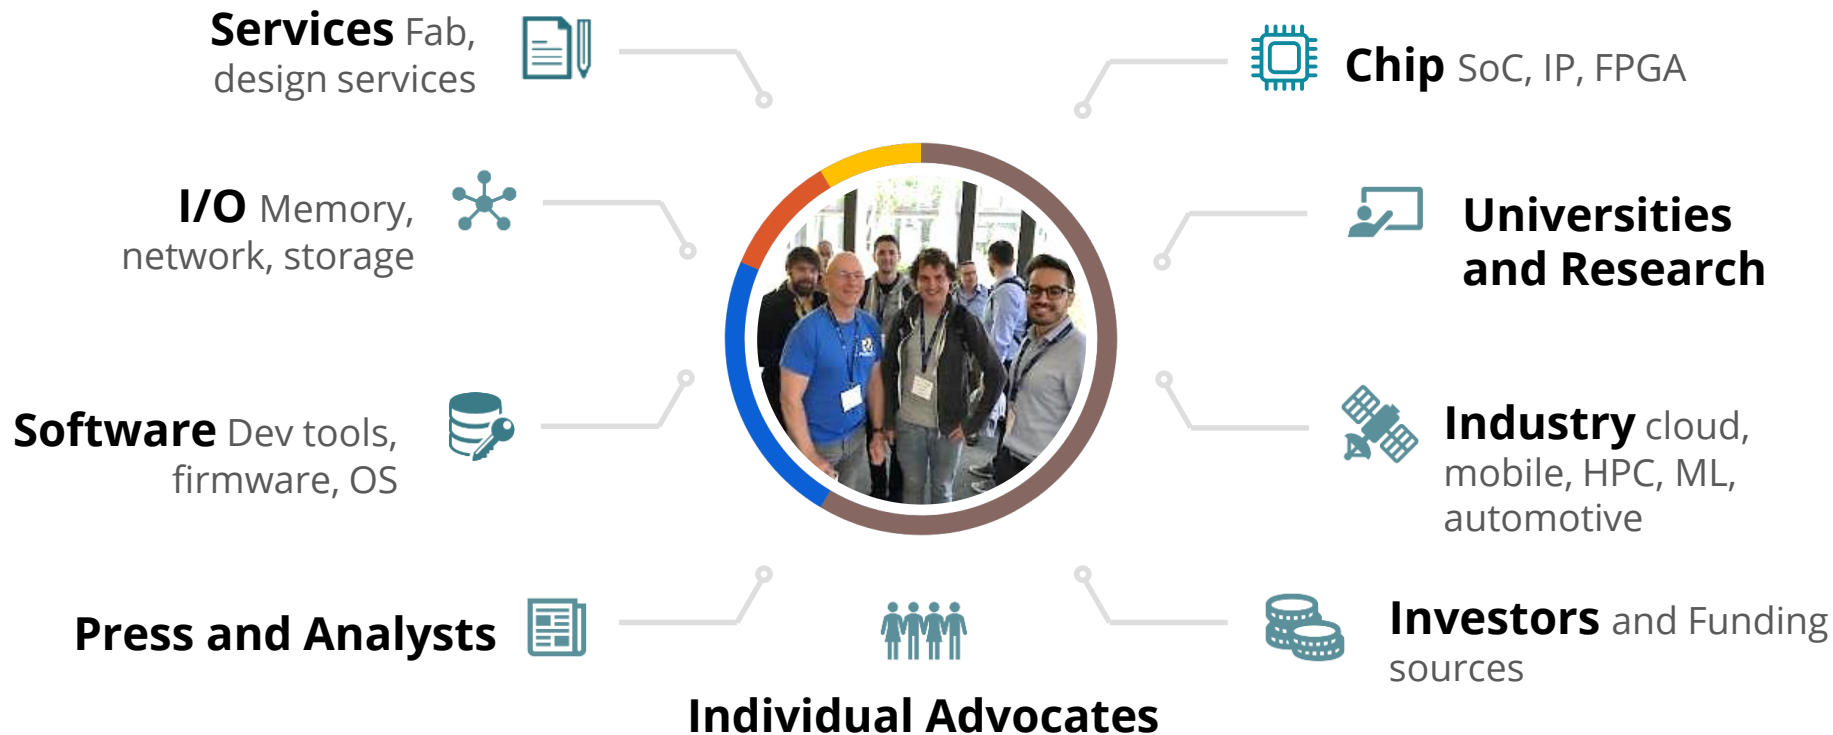 Services Fab,
design services
I/O Memory,
network, storage
Software Dev tools,
firmware, OS
Press and Analysts
Chip SoC, IP, FPGA
Universities
and Research
Industry cloud,
mobile, HPC, ML,
automotive
Investors and Funding
sources
Individual Advocates